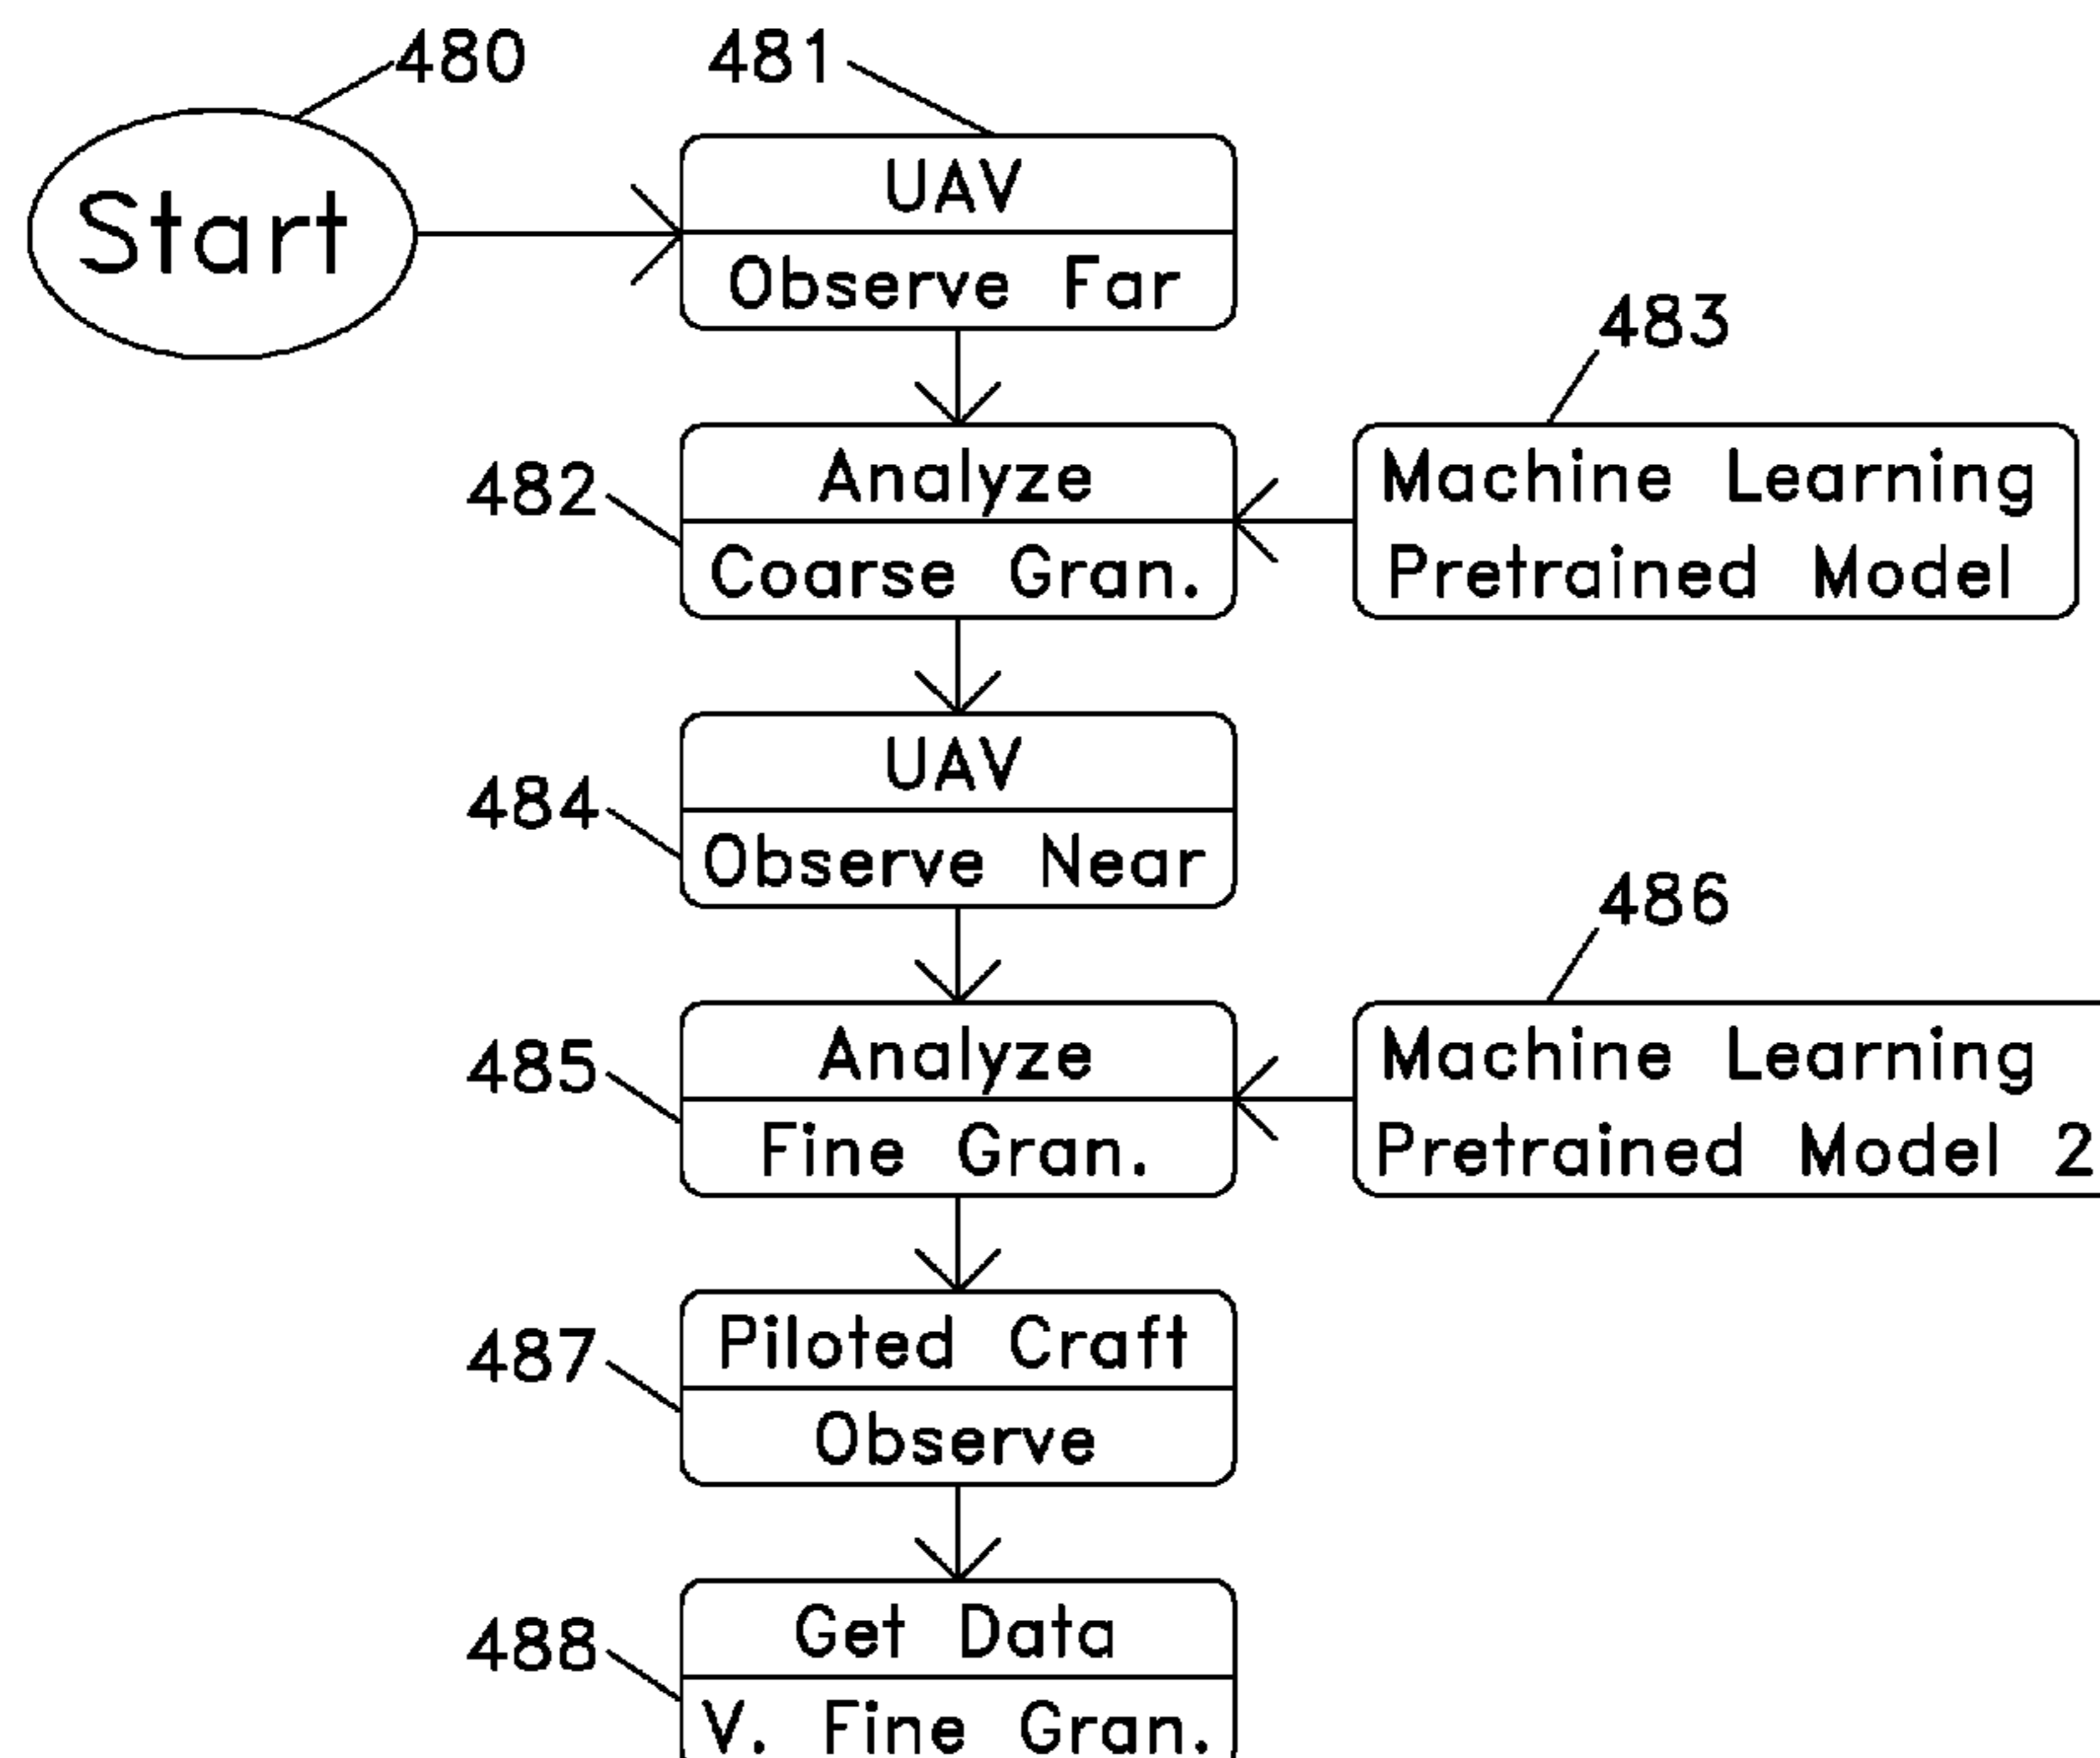 480
481
Start
UAV
Observe Far
483
482
Analyze
Coarse Gran.
Machine Learning
Pretrained Model
484
UAV
Observe Near
486
485
Analyze
Fine Gran.
Machine Learning
Pretrained Model 2
487
Piloted Craft
Observe
488
Get Data
V. Fine Gran.